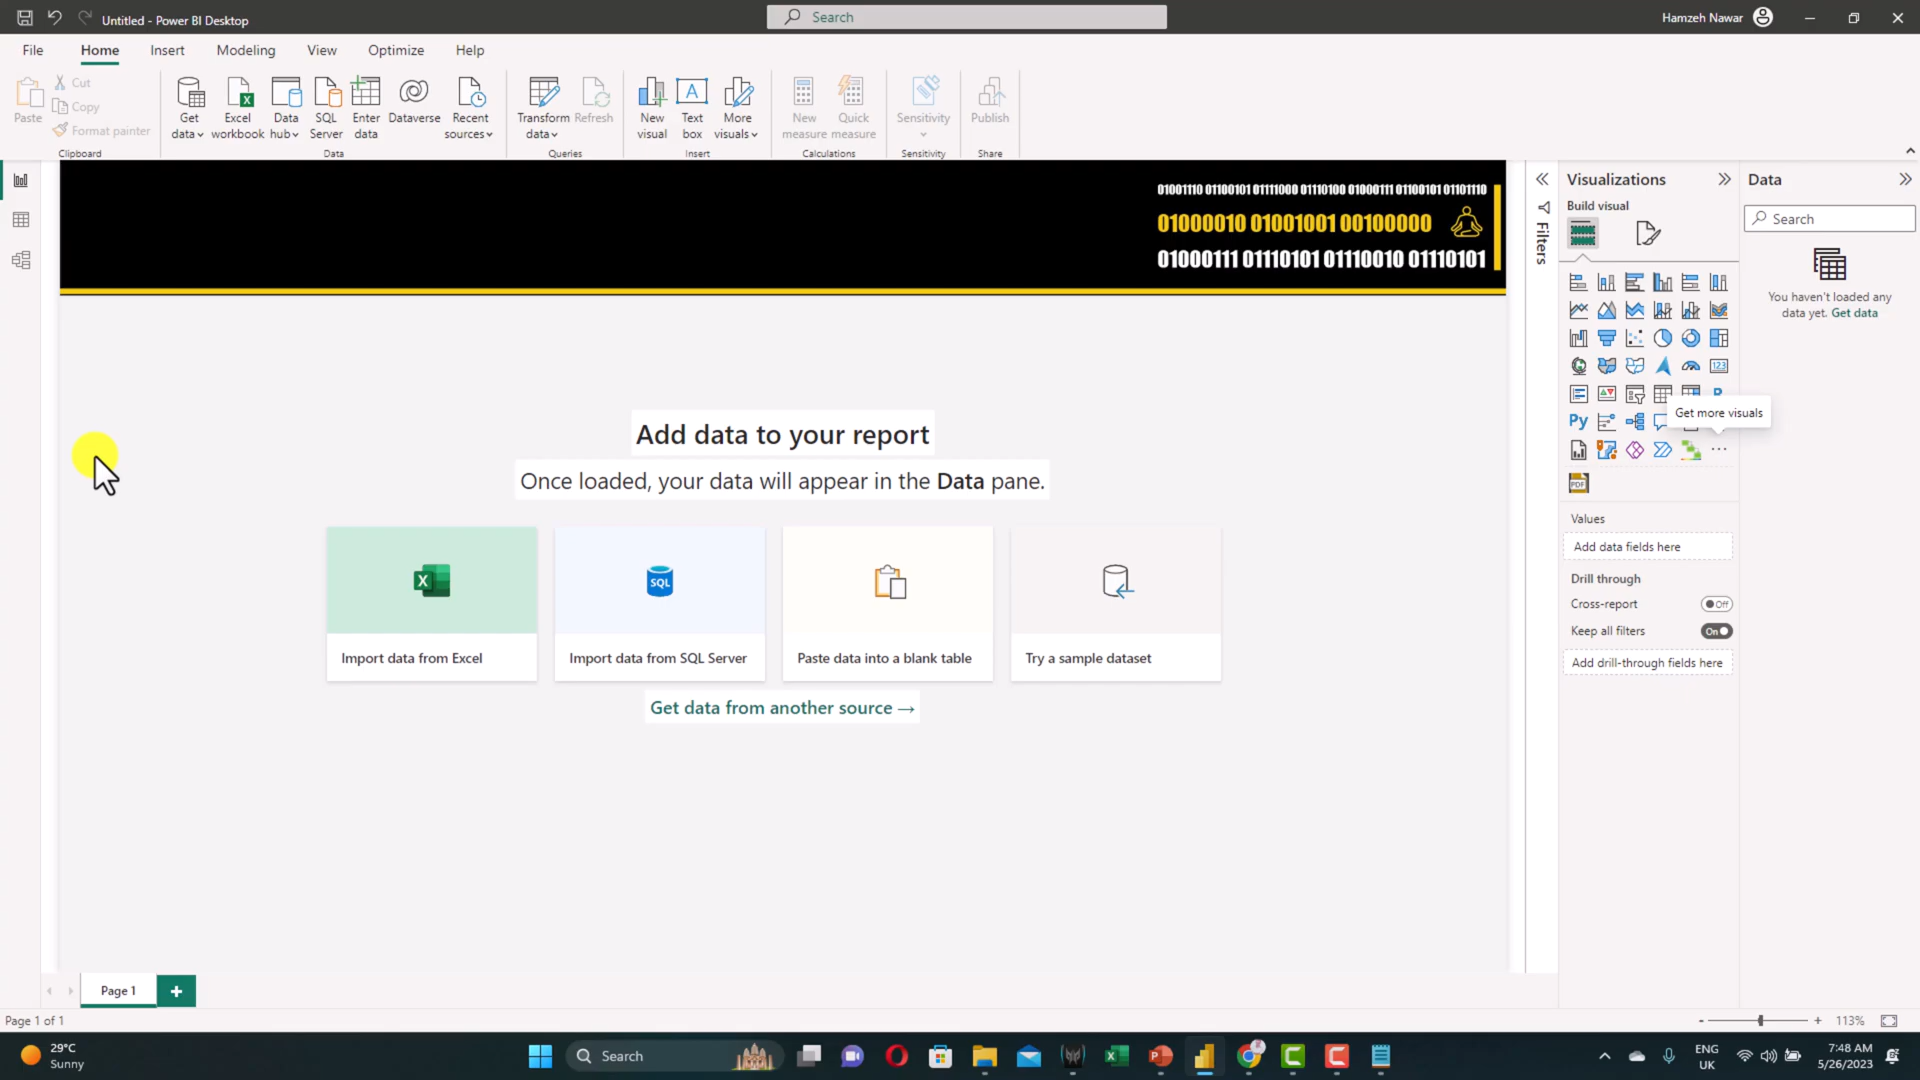 Untitled - Power BI Desktop
Search
Hamzeh Nawar
File
Home
Insert
Modeling
View
Optimize
Help
Paste
Cut
Copy
Format painter
Clipboard
Get data
Excel workbook
Data hub
SQL Server
Enter data
Dataverse
Recent sources
Data
Transform data
Refresh
Queries
New visual
Text box
More visuals
Insert
New measure
Quick measure
Calculations
Sensitivity
Sensitivity
Publish
Share
01001110 01100101 01111000 01110100 01000111 01100101 01101110
01000010 01001001 00100000
01000111 01110101 01110010 01110101
Add data to your report
Once loaded, your data will appear in the Data pane.
X
SQL
Import data from Excel
Import data from SQL Server
Paste data into a blank table
Try a sample dataset
Get data from another source →
Filters
Visualizations
Build visual
123
Get more visuals
Py
PDF
Values
Add data fields here
Drill through
Cross-report
Off
Keep all filters
On
Add drill-through fields here
Data
Search
You haven't loaded any
data yet. Get data
Page 1
Page 1 of 1
113%
29°C
Sunny
Search
ENG
UK
7:48 AM
5/26/2023